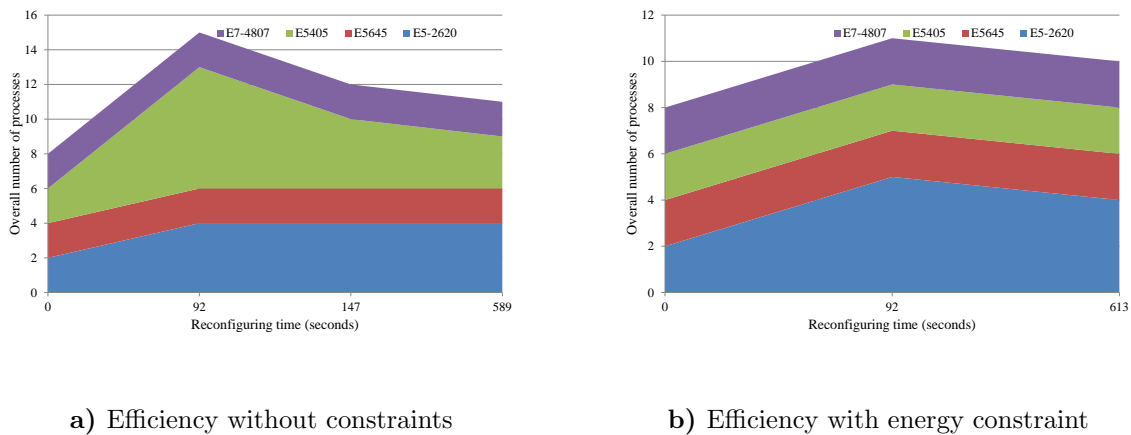 16
14
12
10
8
6
4
2
0
Overall number of processes
E7-4807 E5405 E5645 E5-2620
0 92 147 589
Reconfiguring time (seconds)
a) Efficiency without constraints
12
10
8
6
4
2
0
Overall number of processes
E7-4807 E5405 E5645 E5-2620
0 92 613
Reconfiguring time (seconds)
b) Efficiency with energy constraint